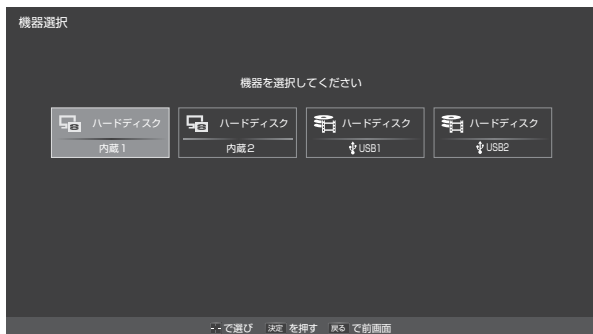 機器選択
機器を選択してください
ハードディスク
内蔵1
ハードディスク
内蔵2
ハードディスク
USB1
ハードディスク
USB2
で選び 決定 を押す 戻る で前画面